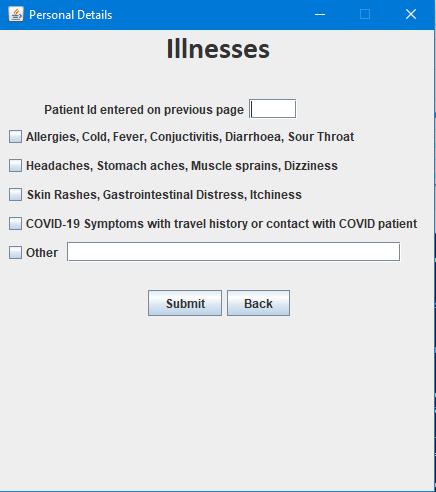 Personal Details
Illnesses
Patient Id entered on previous page
Allergies, Cold, Fever, Conjuctivitis, Diarrhoea, Sour Throat
Headaches, Stomach aches, Muscle sprains, Dizziness
Skin Rashes, Gastrointestinal Distress, Itchiness
COVID-19 Symptoms with travel history or contact with COVID patient
Other
Submit Back